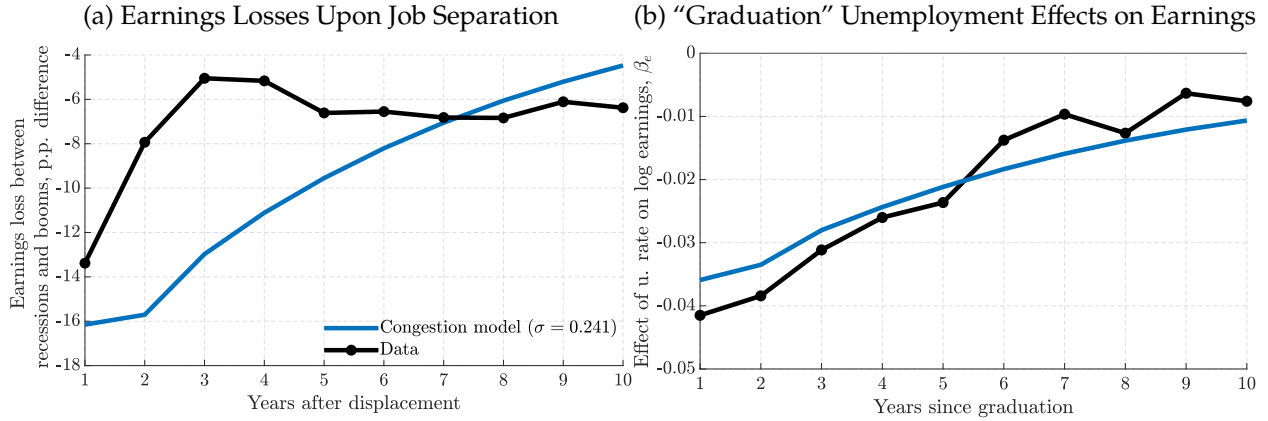 (a) Earnings Losses Upon Job Separation
Earnings loss between
recessions and booms, p.p. difference
-4
-6
-8
-10
-12
-14
-16
-18
Congestion model (σ = 0.241)
Data
1 2 3 4 5 6 7 8 9 10
Years after displacement
(b) “Graduation” Unemployment Effects on Earnings
Effect of u. rate on log earnings, βₑ
0
-0.01
-0.02
-0.03
-0.04
-0.05
1 2 3 4 5 6 7 8 9 10
Years since graduation